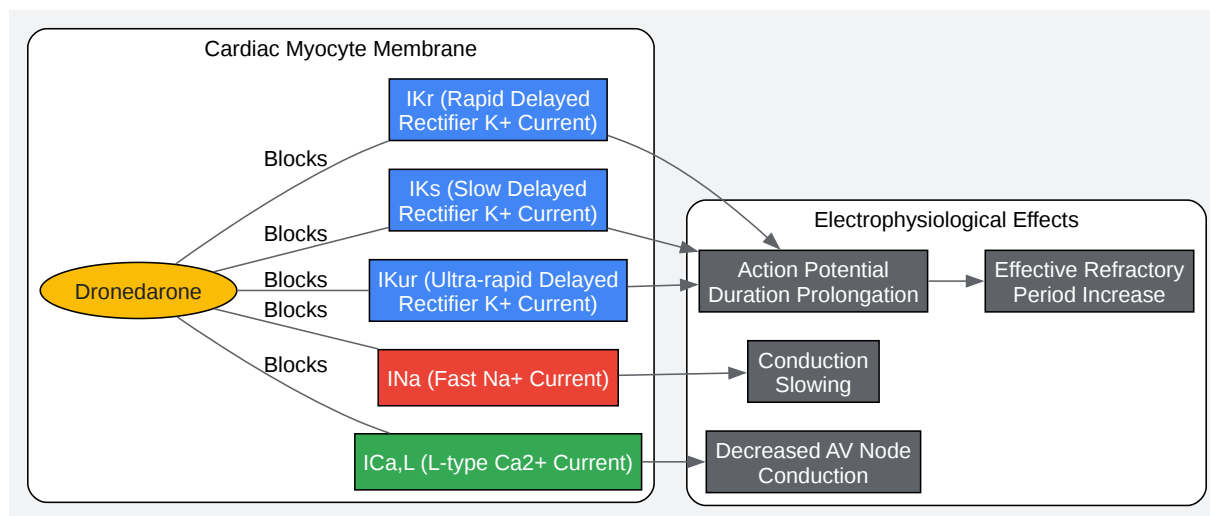 Cardiac Myocyte Membrane
IKr (Rapid Delayed
Rectifier K+ Current)
Blocks
IKs (Slow Delayed
Rectifier K+ Current)
Blocks
Dronedarone
Blocks
IKur (Ultra-rapid Delayed
Rectifier K+ Current)
Blocks
INa (Fast Na+ Current)
Blocks
ICa,L (L-type Ca2+ Current)
Electrophysiological Effects
Action Potential
Duration Prolongation
Effective Refractory
Period Increase
Conduction
Slowing
Decreased AV Node
Conduction